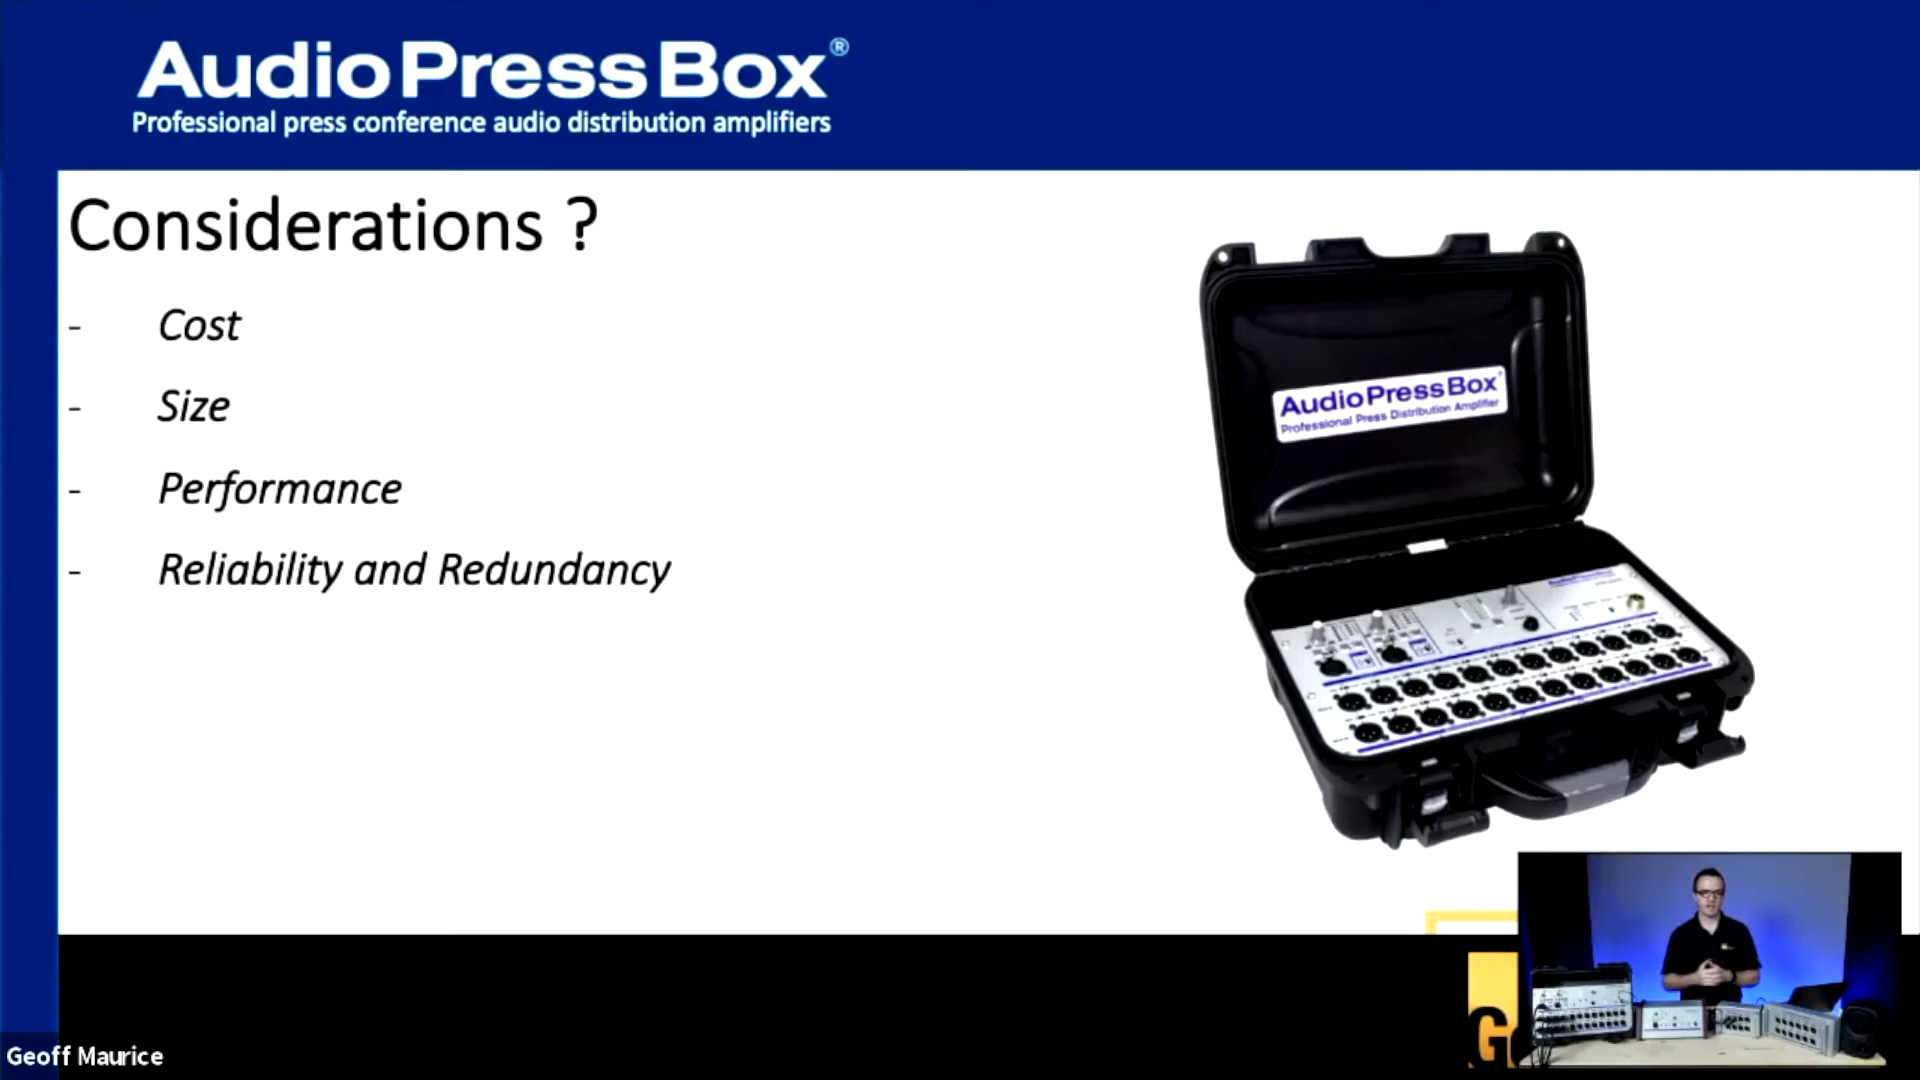 AudioPressBox®
Professional press conference audio distribution amplifiers
Considerations ?
- Cost
- Size
- Performance
- Reliability and Redundancy
AudioPressBox
Professional Press Distribution Amplifier
AudioPressBox
Geoff Maurice